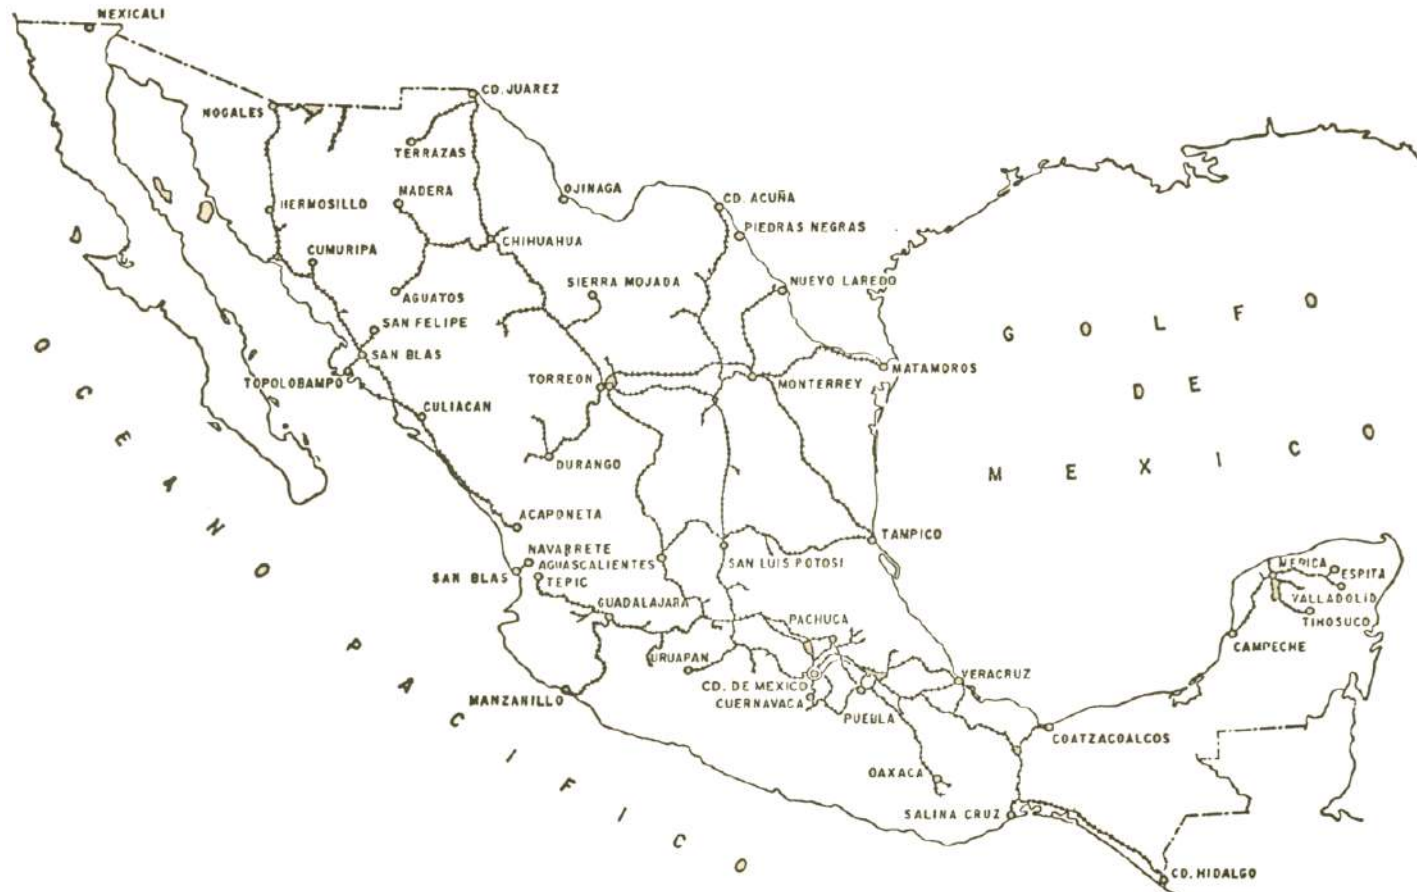 MEXICALI
CD. JUAREZ
NOGALES
TERRAZAS
MADERA
OJINAGA
CD. ACUÑA
HERMOSILLO
PIEDRAS NEGRAS
CHIHUAHUA
CUMURIPA
SIERRA MOJADA
NUEVO LAREDO
AGUATOS
SAN FELIPE
GOLFO
SAN BLAS
MATAMOROS
TOPOLOBAMPO
TORREON
MONTERREY
DE
CULIACAN
MEXICO
DURANGO
ACAPONETA
TAMPICO
NAVARRETE
AGUASCALIENTES
SAN LUIS POTOSI
SAN BLAS
TEPIC
MERICA
ESPITA
VALLADOLID
GUADALAJARA
TIHOSUCO
PACHUCA
CAMPECHE
URUAPAN
CD. DE MEXICO
VERACRUZ
MANZANILLO
CUERNAVACA
PUEBLA
COATZACOALCOS
OAXACA
SALINA CRUZ
CD. HIDALGO
OCEANO PACIFICO